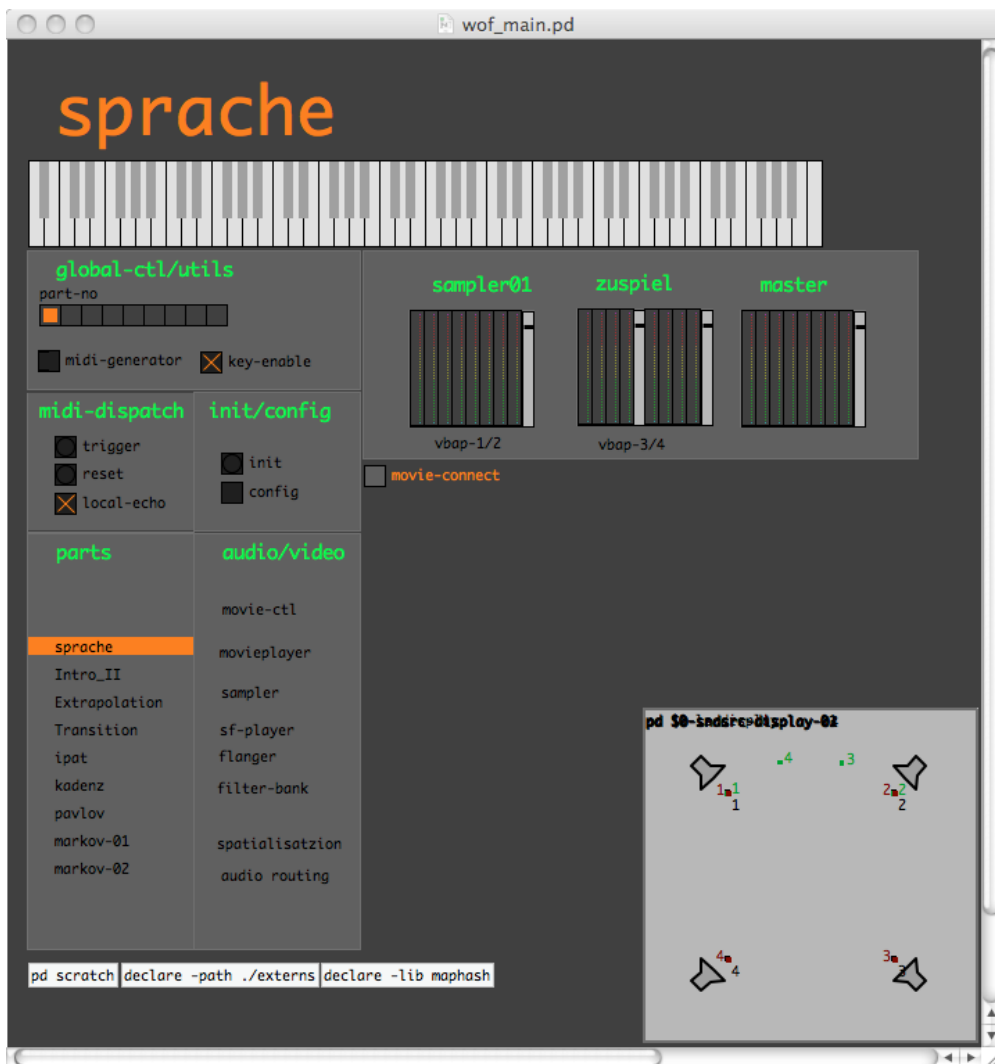 wof_main.pd
sprache
global-ctl/utils
part-no
midi-generator
key-enable
sampler01
zuspiel
master
vbap-1/2
vbap-3/4
midi-dispatch
trigger
reset
local-echo
init/config
init
config
movie-connect
parts
sprache
Intro_II
Extrapolation
Transition
ipat
kadenz
pavlov
markov-01
markov-02
audio/video
movie-ctl
movieplayer
sampler
sf-player
flanger
filter-bank
spatialisatzion
audio routing
4
3
1 1
1
2 2
2
4
4
3
3
pd scratch
declare -path ./externs
declare -lib maphash